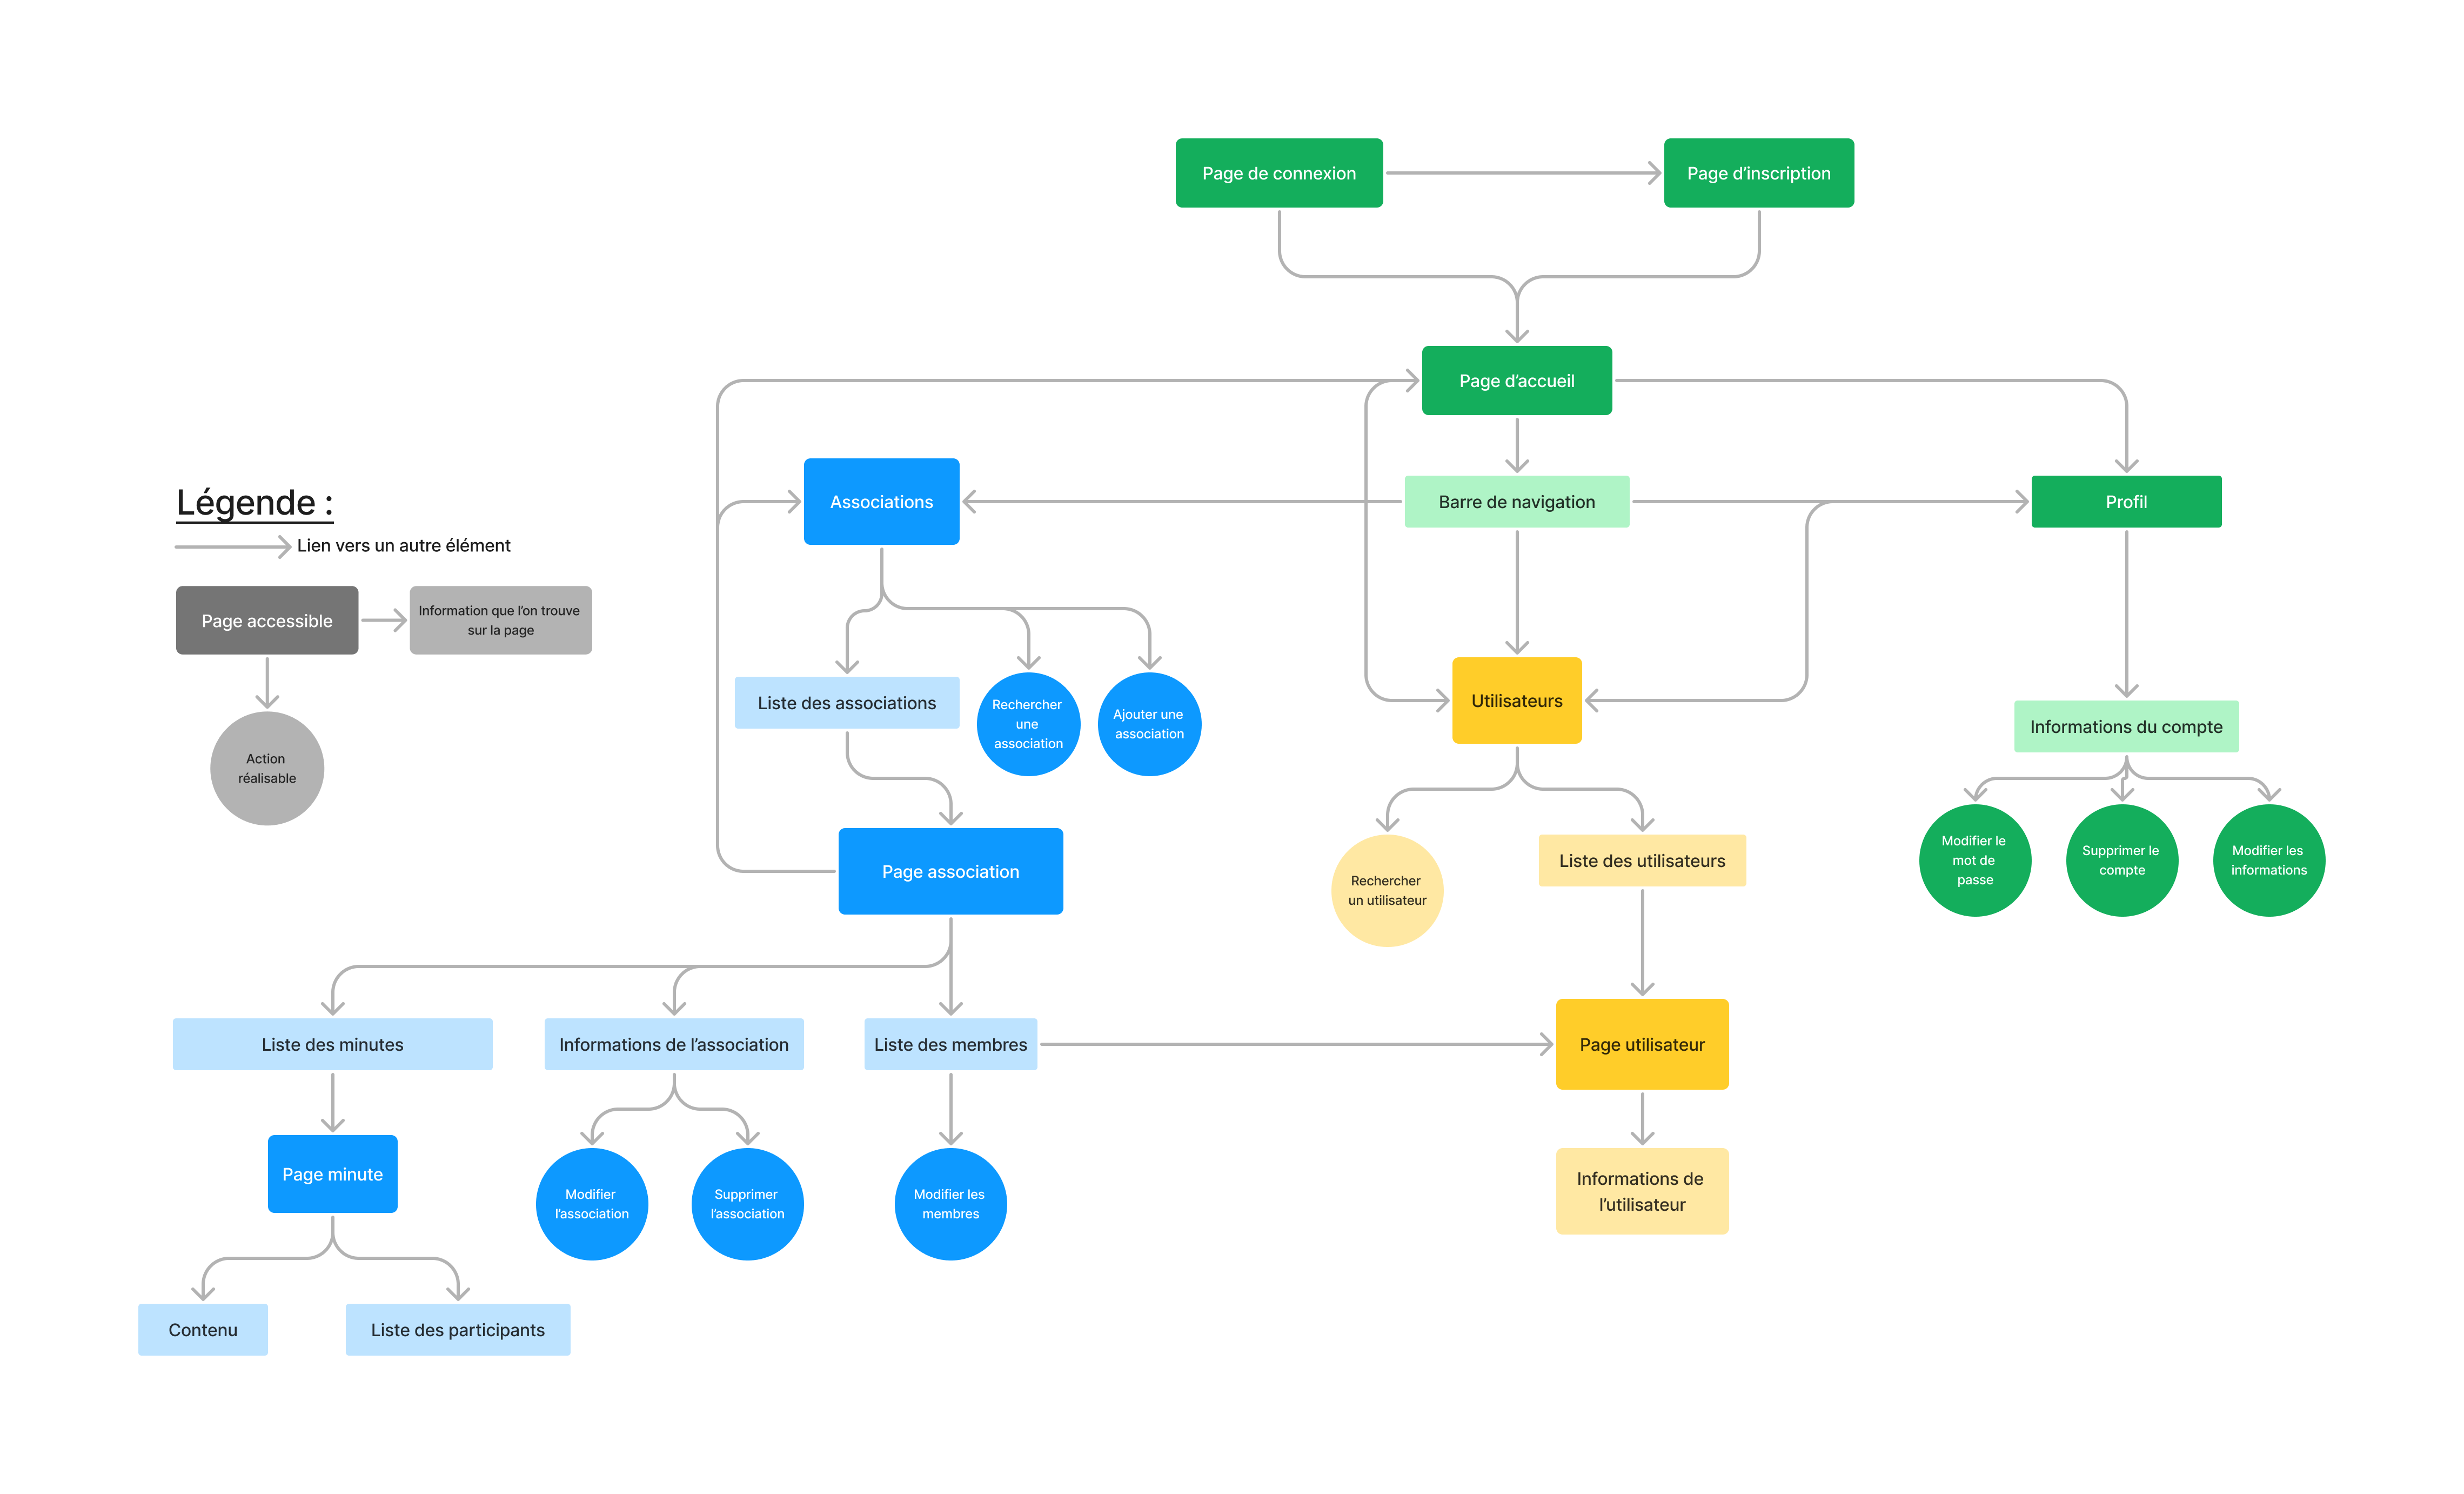 Page de connexion
Page d’inscription
Page d’accueil
Associations
Barre de navigation
Profil
Légende :
Lien vers un autre élément
Page accessible
Information que l’on trouve
sur la page
Action
réalisable
Liste des associations
Rechercher
une
association
Ajouter une
association
Utilisateurs
Informations du compte
Page association
Rechercher
un utilisateur
Liste des utilisateurs
Modifier le
mot de
passe
Supprimer le
compte
Modifier les
informations
Liste des minutes
Informations de l’association
Liste des membres
Page utilisateur
Page minute
Modifier
l’association
Supprimer
l’association
Modifier les
membres
Informations de
l’utilisateur
Contenu
Liste des participants